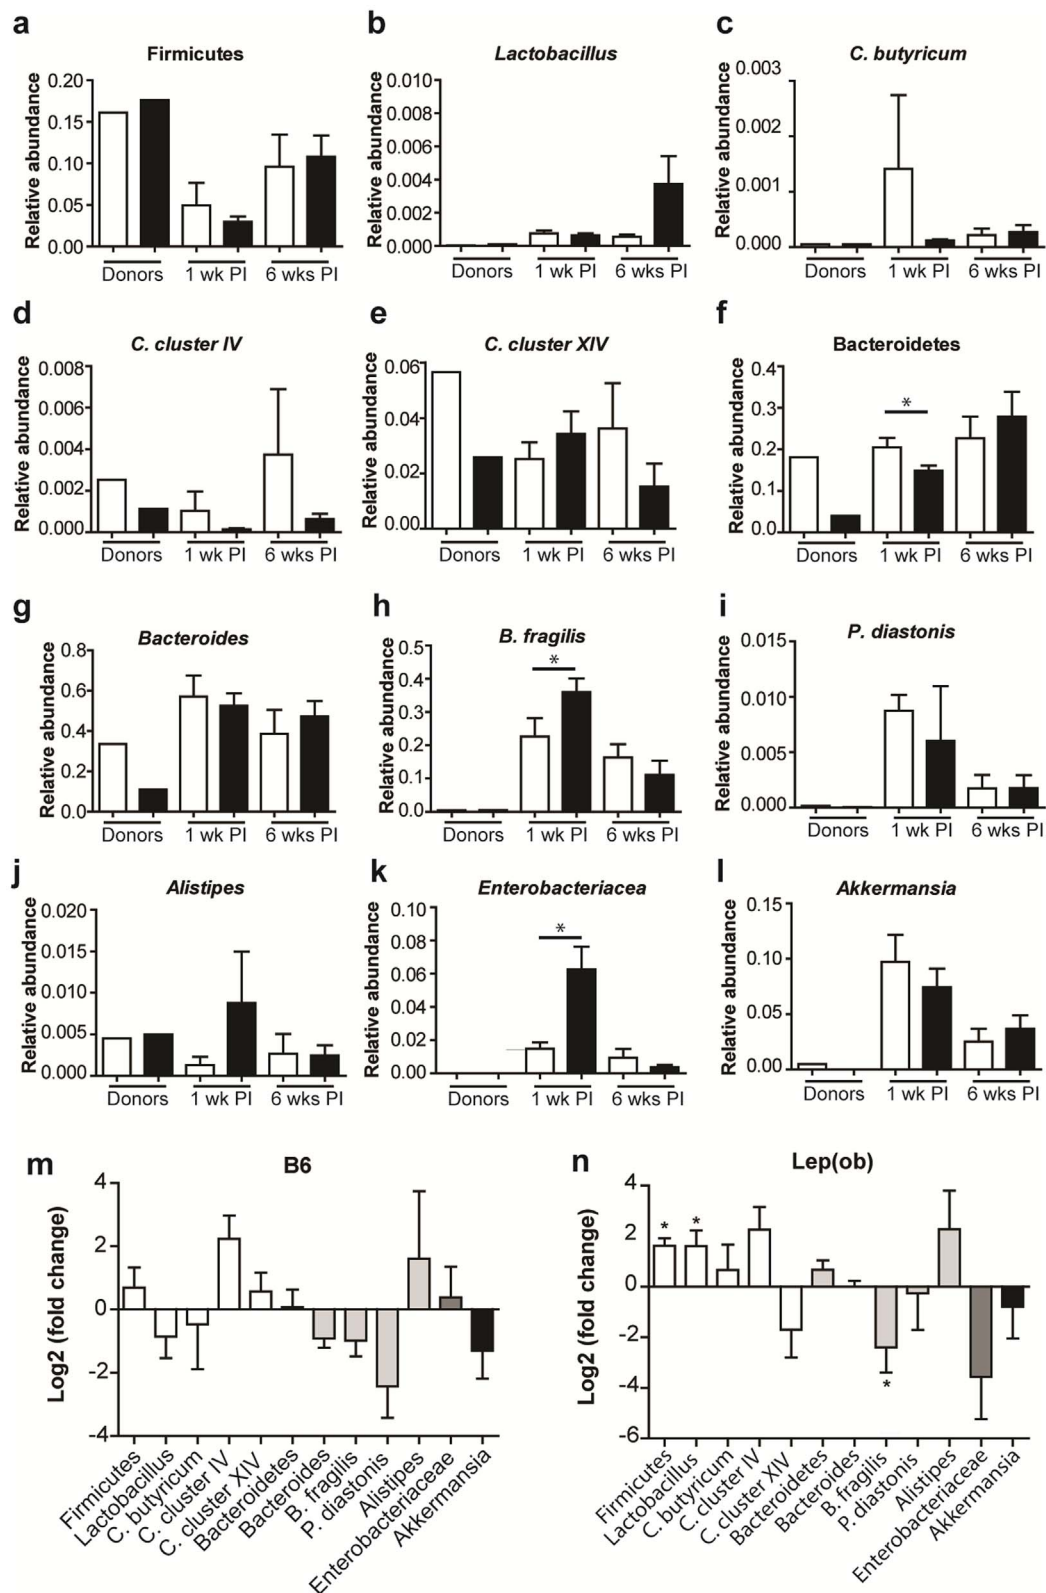 a
Firmicutes
Relative abundance
0.20
0.15
0.10
0.05
0.00
Donors 1 wk PI 6 wks PI
b
Lactobacillus
Relative abundance
0.010
0.008
0.006
0.004
0.002
0.000
Donors 1 wk PI 6 wks PI
c
C. butyricum
Relative abundance
0.003
0.002
0.001
0.000
Donors 1 wk PI 6 wks PI
d
C. cluster IV
Relative abundance
0.008
0.006
0.004
0.002
0.000
Donors 1 wk PI 6 wks PI
e
C. cluster XIV
Relative abundance
0.06
0.04
0.02
0.00
Donors 1 wk PI 6 wks PI
f
Bacteroidetes
Relative abundance
0.4
0.3
0.2
0.1
0.0
*
Donors 1 wk PI 6 wks PI
g
Bacteroides
Relative abundance
0.8
0.6
0.4
0.2
0.0
Donors 1 wk PI 6 wks PI
h
B. fragilis
Relative abundance
0.5
0.4
0.3
0.2
0.1
0.0
*
Donors 1 wk PI 6 wks PI
i
P. diastonis
Relative abundance
0.015
0.010
0.005
0.000
Donors 1 wk PI 6 wks PI
j
Alistipes
Relative abundance
0.020
0.015
0.010
0.005
0.000
Donors 1 wk PI 6 wks PI
k
Enterobacteriacea
Relative abundance
0.10
0.08
0.06
0.04
0.02
0.00
*
Donors 1 wk PI 6 wks PI
l
Akkermansia
Relative abundance
0.15
0.10
0.05
0.00
Donors 1 wk PI 6 wks PI
m
B6
Log2 (fold change)
4
2
0
-2
-4
Firmicutes
Lactobacillus
C. butyricum
C. cluster IV
C. cluster XIV
Bacteroidetes
Bacteroides
B. fragilis
P. diastonis
Alistipes
Enterobacteriaceae
Akkermansia
n
Lep(ob)
Log2 (fold change)
4
2
0
-2
-4
-6
*
*
*
Firmicutes
Lactobacillus
C. butyricum
C. cluster IV
C. cluster XIV
Bacteroidetes
Bacteroides
B. fragilis
P. diastonis
Alistipes
Enterobacteriaceae
Akkermansia